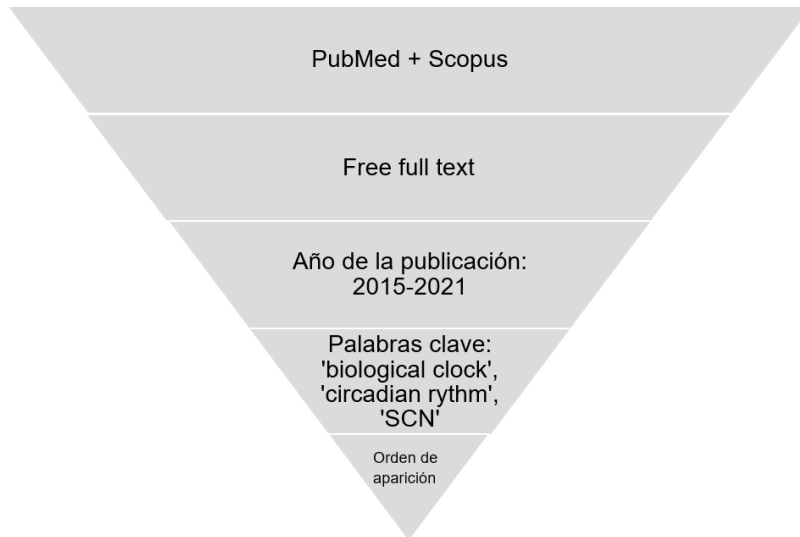 PubMed + Scopus
Free full text
Año de la publicación:
2015-2021
Palabras clave:
'biological clock',
'circadian rythm',
'SCN'
Orden de
aparición